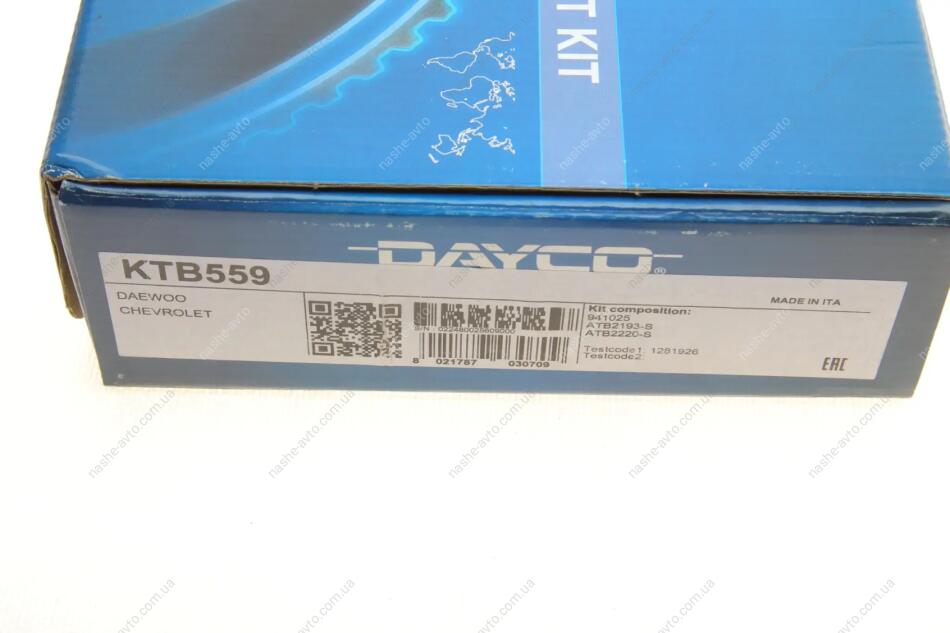 T KIT
DAYCO®
KTB559
DAEWOO
CHEVROLET
S/N : 022480025609000
8 021787 030709
Kit composition:
941025
ATB2193-S
ATB2220-S
Testcode1: 1281926
Testcode2:
MADE IN ITA
EAC
nashe-avto.com.ua